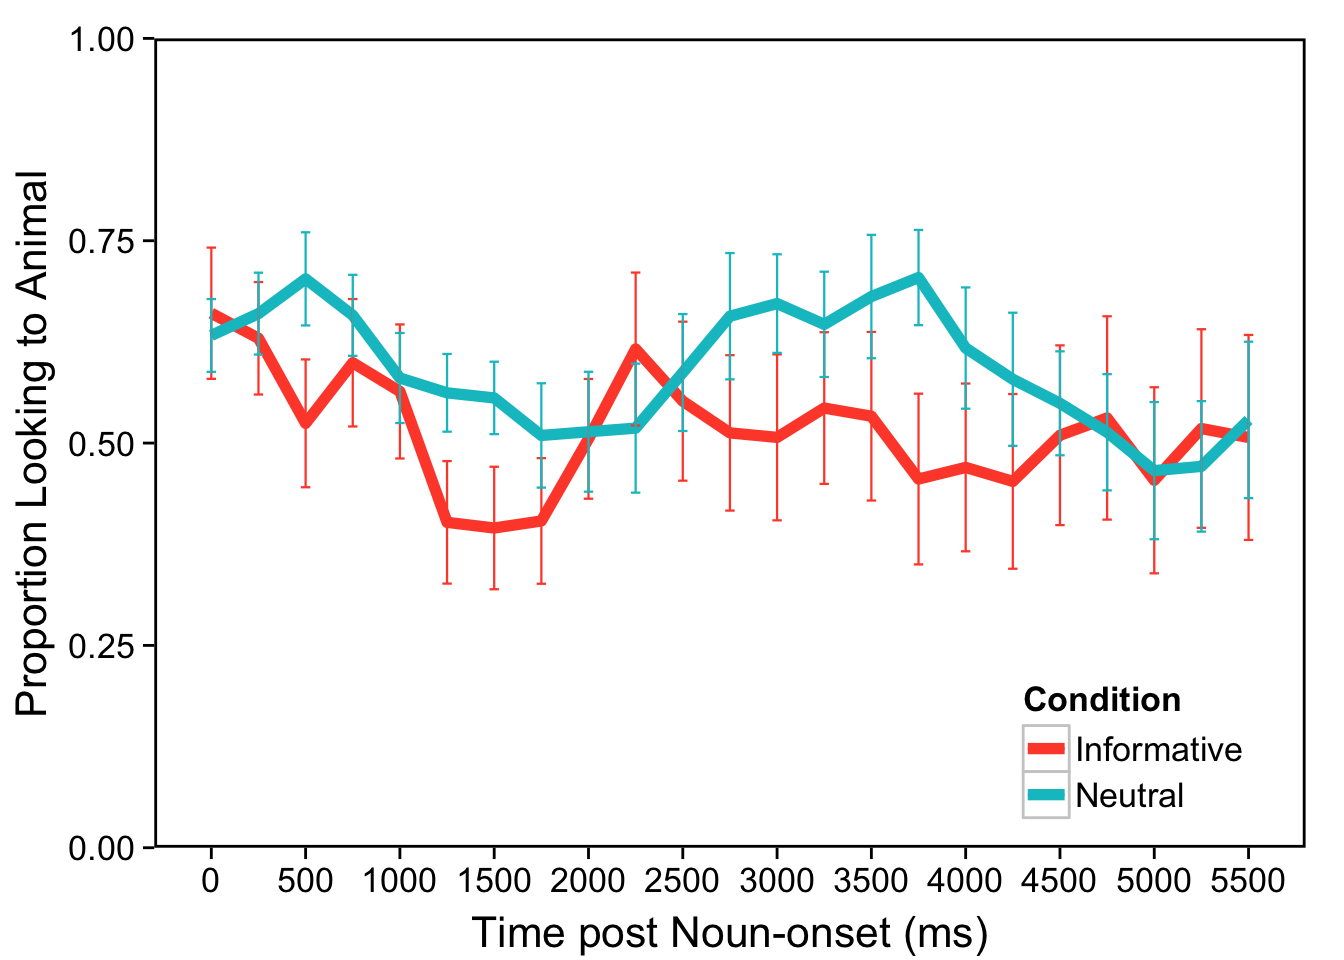 1.00
0.75
0.50
0.25
0.00
Proportion Looking to Animal
0 500 1000 1500 2000 2500 3000 3500 4000 4500 5000 5500
Time post Noun-onset (ms)
Condition
Informative
Neutral